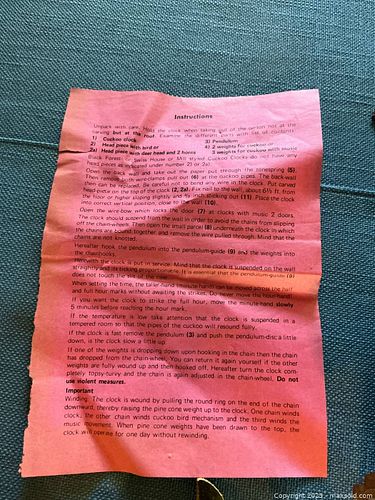 Instructions
Unpack with care. Hold the clock when taking out of the carton not at the
carving but at the roof. Examine the different parts with list of contents
1) Cuckoo clock 3) Pendulum
2) Head piece with bird or 4) 2 weights for cuckoo or
2a) Head piece with deer head and 2 horns 3 weights for cuckoo with music
Black Forest or Swiss House or Mill styled Cuckoo Clocks do not have any
head pieces as indicated under number 2) or 2a).
Open the back wall and take out the paper put through the tonespring (5).
Then remove both wire-clamps put over (6) at the cuckoo pipes. The back-wall
then can be replaced. Be careful not to bend any wire in the clock. Put carved
head-piece on the top of the clock (2, 2a). Fix nail to the wall, about 6½ ft. from
the floor or higher slipping slightly and inch sticking out (11). Place the clock
into correct vertical position, close to the wall (10).
Open the wire-bow which locks the door (7) at clocks with music 2 doors.
The clock should suspend from the wall in order to avoid the chains from slipping
off the chain-wheel. Then open the small parcel (8) underneath the clock in which
the chains are bound together, and remove the wire pulled through. Mind that the
chains are not knotted.
Hereafter hook the pendulum into the pendulum-guide (9) and the weights into
the chainhooks.
Herewith the clock is put in service. Mind that the clock is suspended on the wall
straightly and its ticking proportionate. It is essential that the pendulum-guide (9)
does not touch the wall of the case.
When setting the time, the large-hand (minute hand) can be moved across the half
and full hour marks without awaiting the strikes. (Do never move the hour-hand)
If you want the clock to strike the full hour, move the minute-hand slowly
5 minutes before reaching the hour mark.
If the temperature is low take attention that the clock is suspended in a
tempered room so that the pipes of the cuckoo will resound fully.
If the clock is fast remove the pendulum (3) and push the pendulum-disc a little
down, is the clock slow a little up.
If one of the weights is dropping down upon hooking in the chain then the chain
has dropped from the chain-wheel. You can return it again yourself if the other
weights are fully wound up and then hooked off. Hereafter turn the clock com-
pletely topsy-turvy and the chain is again adjusted in the chain-wheel. Do not
use violent measures.
Important
Winding: The clock is wound by pulling the round ring on the end of the chain
downward, thereby raising the pine cone weight up to the clock. One chain winds
clock, the other chain winds cuckoo bird mechanism and the third winds the
music movement. When pine cone weights have been drawn to the top, the
clock will operate for one day without rewinding.
Copyright 2023 - maxsold.com